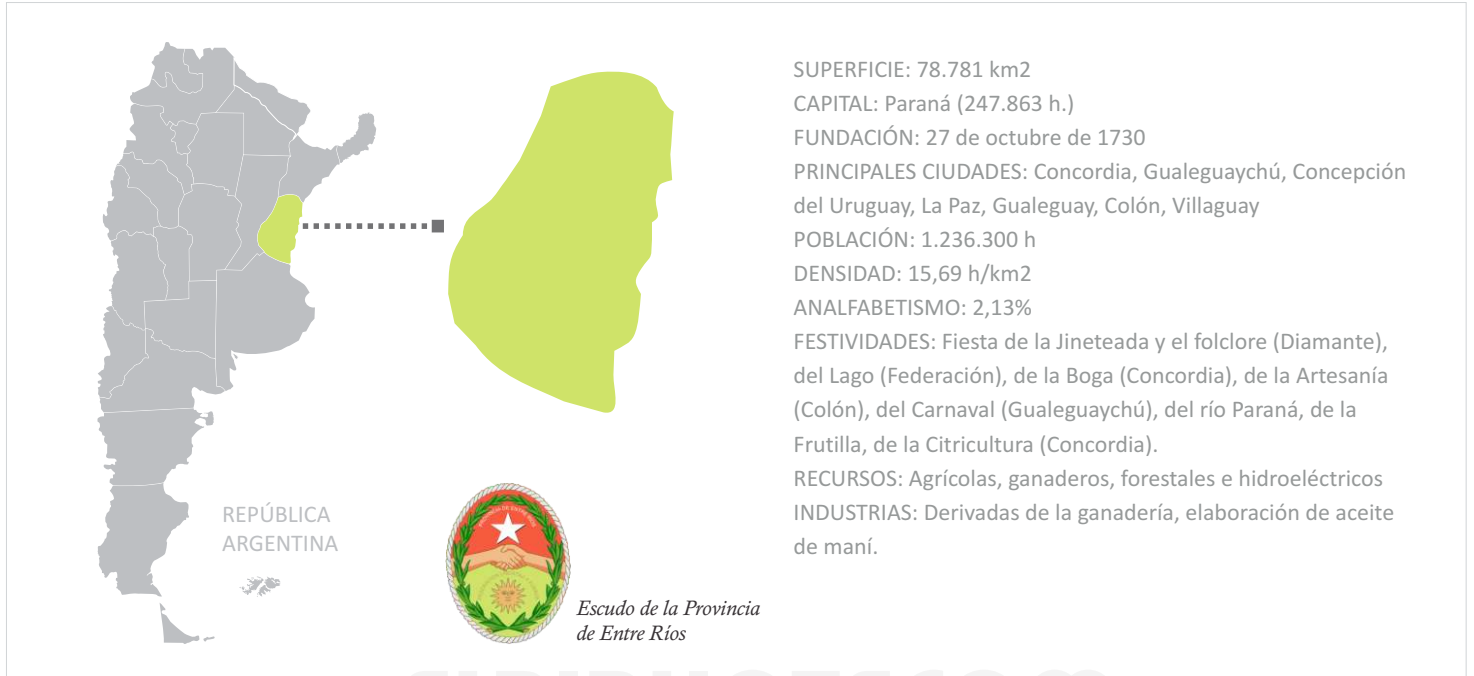 SUPERFICIE: 78.781 km2
CAPITAL: Paraná (247.863 h.)
FUNDACIÓN: 27 de octubre de 1730
PRINCIPALES CIUDADES: Concordia, Gualeguaychú, Concepción
del Uruguay, La Paz, Gualeguay, Colón, Villaguay
POBLACIÓN: 1.236.300 h
DENSIDAD: 15,69 h/km2
ANALFABETISMO: 2,13%
FESTIVIDADES: Fiesta de la Jineteada y el folclore (Diamante),
del Lago (Federación), de la Boga (Concordia), de la Artesanía
(Colón), del Carnaval (Gualeguaychú), del río Paraná, de la
Frutilla, de la Citricultura (Concordia).
RECURSOS: Agrícolas, ganaderos, forestales e hidroeléctricos
INDUSTRIAS: Derivadas de la ganadería, elaboración de aceite
de maní.
REPÚBLICA
ARGENTINA
PROVINCIA DE ENTRE RÍOS
Escudo de la Provincia
de Entre Ríos